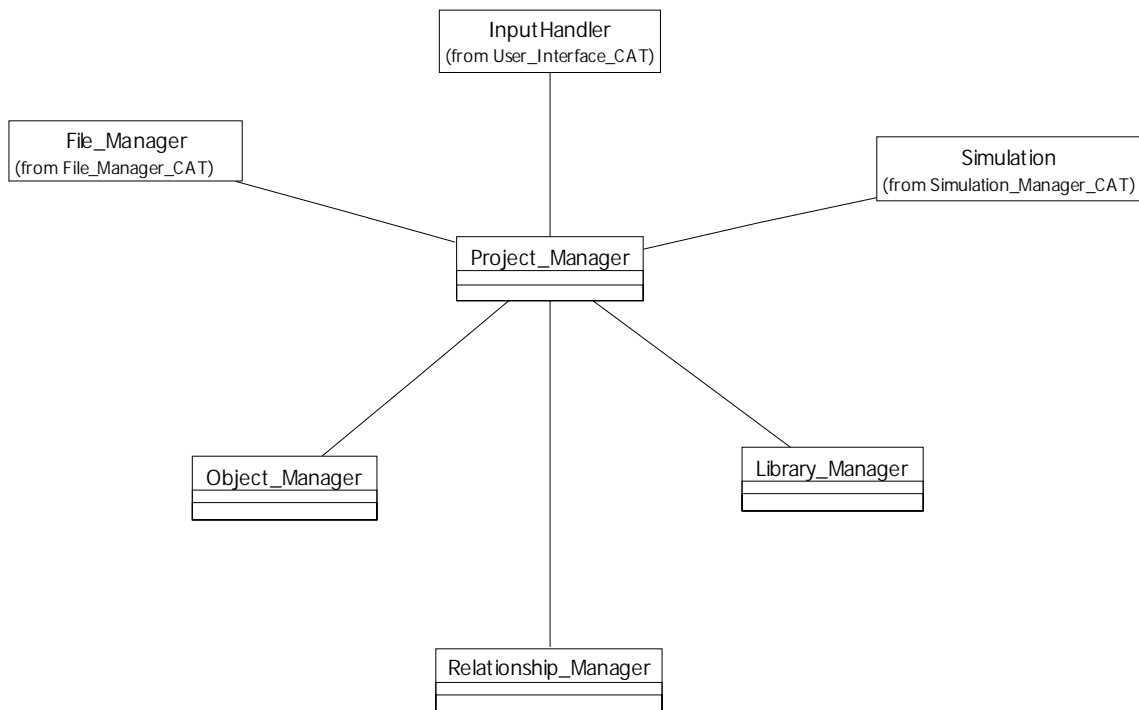 InputHandler
(from User_Interface_CAT)
File_Manager
(from File_Manager_CAT)
Simulation
(from Simulation_Manager_CAT)
Project_Manager
Object_Manager
Library_Manager
Relationship_Manager